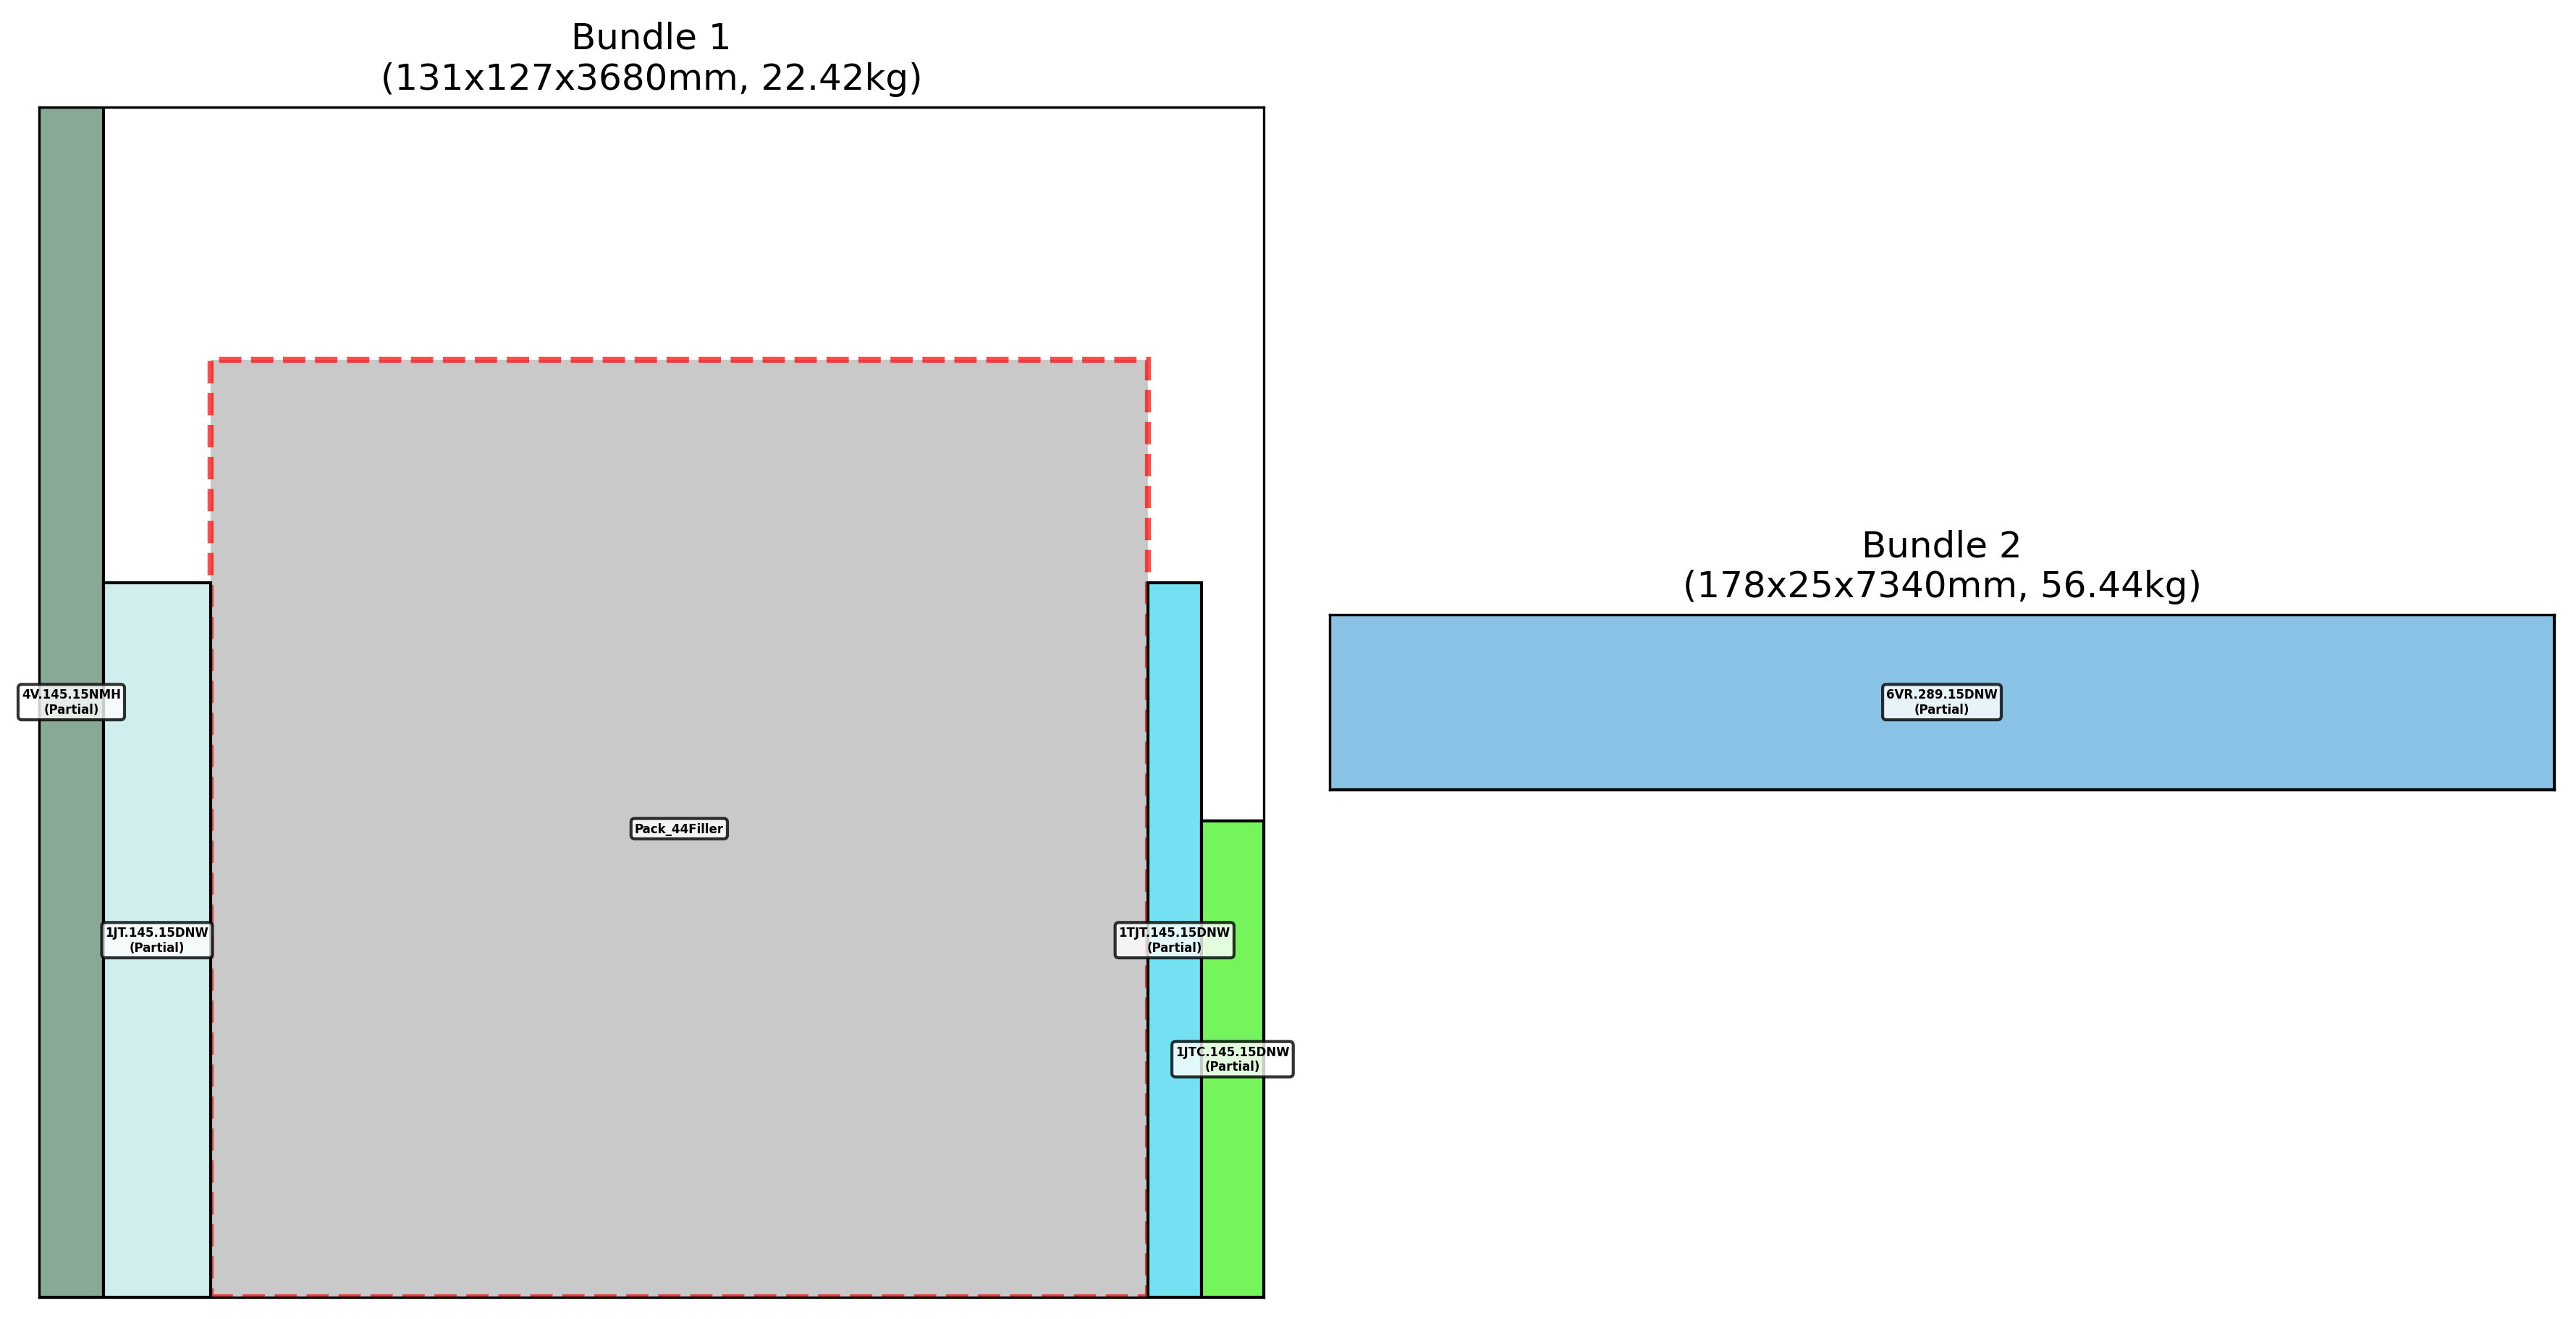 Bundle 1
(131x127x3680mm, 22.42kg)
4V.145.15NMH
(Partial)
1JT.145.15DNW
(Partial)
Pack_44Filler
1TJT.145.15DNW
(Partial)
1JTC.145.15DNW
(Partial)
Bundle 2
(178x25x7340mm, 56.44kg)
6VR.289.15DNW
(Partial)